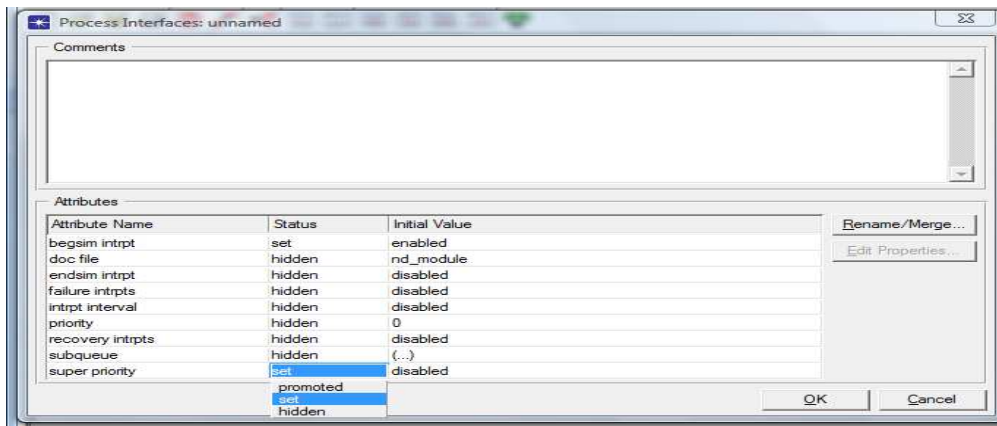 Process Interfaces: unnamed
Comments
Attributes
Attribute Name Status Initial Value
begsim intrpt set enabled
doc file hidden nd_module
endsim intrpt hidden disabled
failure intrpts hidden disabled
intrpt interval hidden disabled
priority hidden 0
recovery intrpts hidden disabled
subqueue hidden (...)
super priority set disabled
promoted
set
hidden
Rename/Merge...
Edit Properties...
OK Cancel